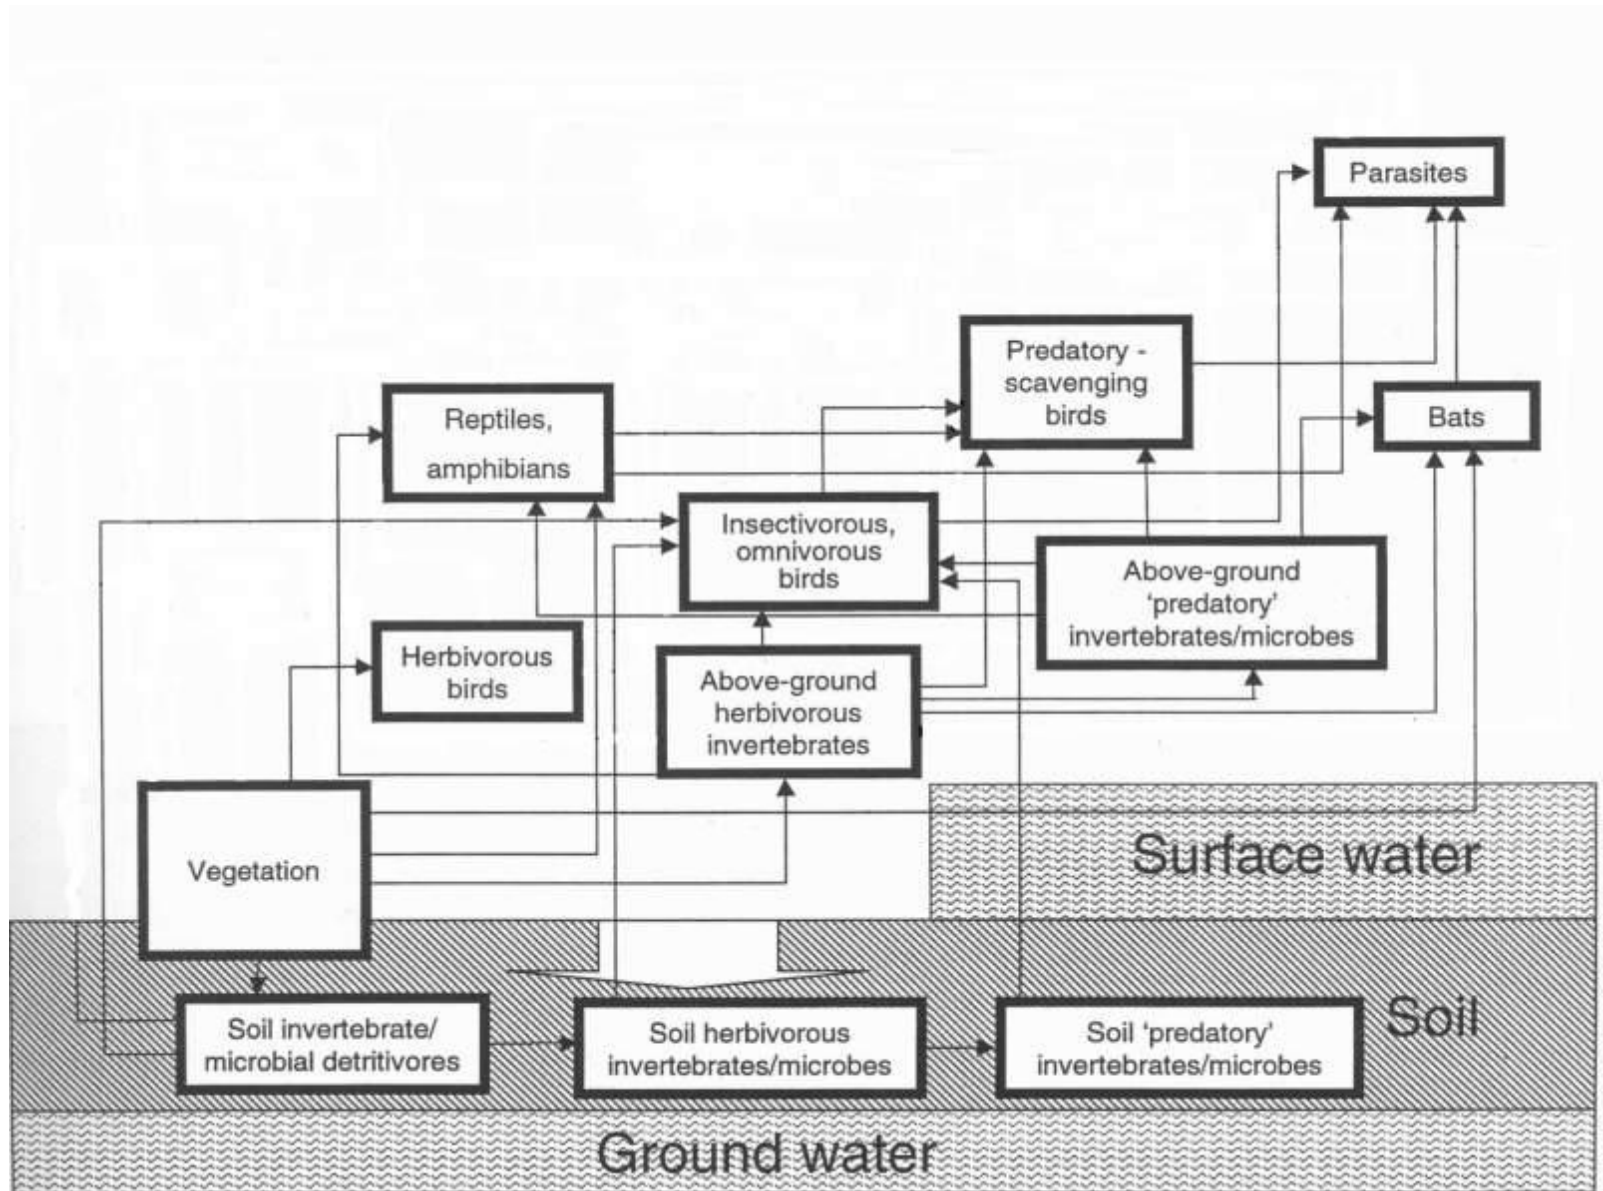 Parasites
Predatory -
scavenging
birds
Bats
Reptiles,
amphibians
Insectivorous,
omnivorous
birds
Above-ground
‘predatory’
invertebrates/microbes
Herbivorous
birds
Above-ground
herbivorous
invertebrates
Vegetation
Surface water
Soil
Soil invertebrate/
microbial detritivores
Soil herbivorous
invertebrates/microbes
Soil ‘predatory’
invertebrates/microbes
Ground water